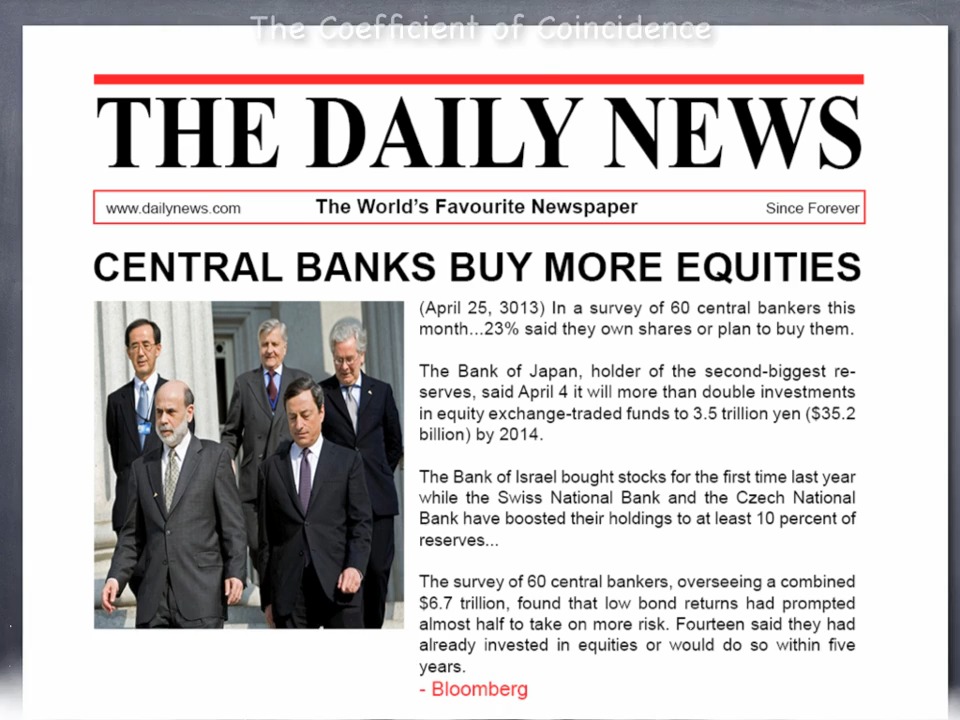 The Coefficient of Coincidence
THE DAILY NEWS
www.dailynews.com The World's Favourite Newspaper Since Forever
CENTRAL BANKS BUY MORE EQUITIES
(April 25, 3013) In a survey of 60 central bankers this
month...23% said they own shares or plan to buy them.
The Bank of Japan, holder of the second-biggest re-
serves, said April 4 it will more than double investments
in equity exchange-traded funds to 3.5 trillion yen ($35.2
billion) by 2014.
The Bank of Israel bought stocks for the first time last year
while the Swiss National Bank and the Czech National
Bank have boosted their holdings to at least 10 percent of
reserves...
The survey of 60 central bankers, overseeing a combined
$6.7 trillion, found that low bond returns had prompted
almost half to take on more risk. Fourteen said they had
already invested in equities or would do so within five
years.
- Bloomberg